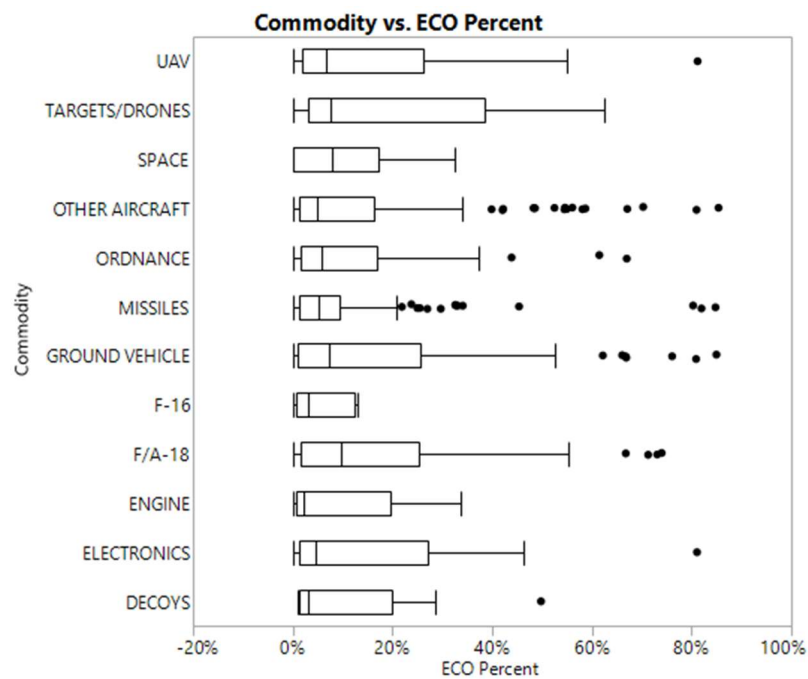 Commodity vs. ECO Percent
Commodity
UAV
TARGETS/DRONES
SPACE
OTHER AIRCRAFT
ORDNANCE
MISSILES
GROUND VEHICLE
F-16
F/A-18
ENGINE
ELECTRONICS
DECOYS
-20% 0% 20% 40% 60% 80% 100%
ECO Percent